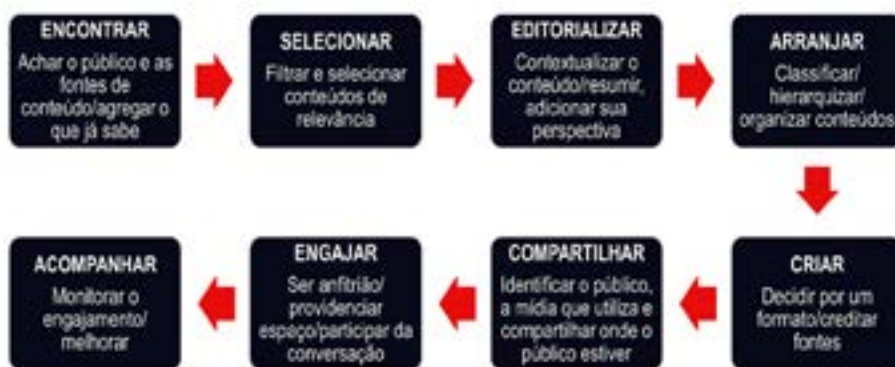 ENCONTRAR
Achar o público e as
fontes de
conteúdo/agregar o
que já sabe
SELECIONAR
Filtrar e selecionar
conteúdos de
relevância
EDITORIALIZAR
Contextualizar o
conteúdo/resumir,
adicionar sua
perspectiva
ARRANJAR
Classificar/
hierarquizar/
organizar conteúdos
CRIAR
Decidir por um
formato/creditar
fontes
COMPARTILHAR
Identificar o público,
a mídia que utiliza e
compartilhar onde o
público estiver
ENGAJAR
Ser anfitrião/
providenciar
espaço/participar da
conversação
ACOMPANHAR
Monitorar o
engajamento/
melhorar